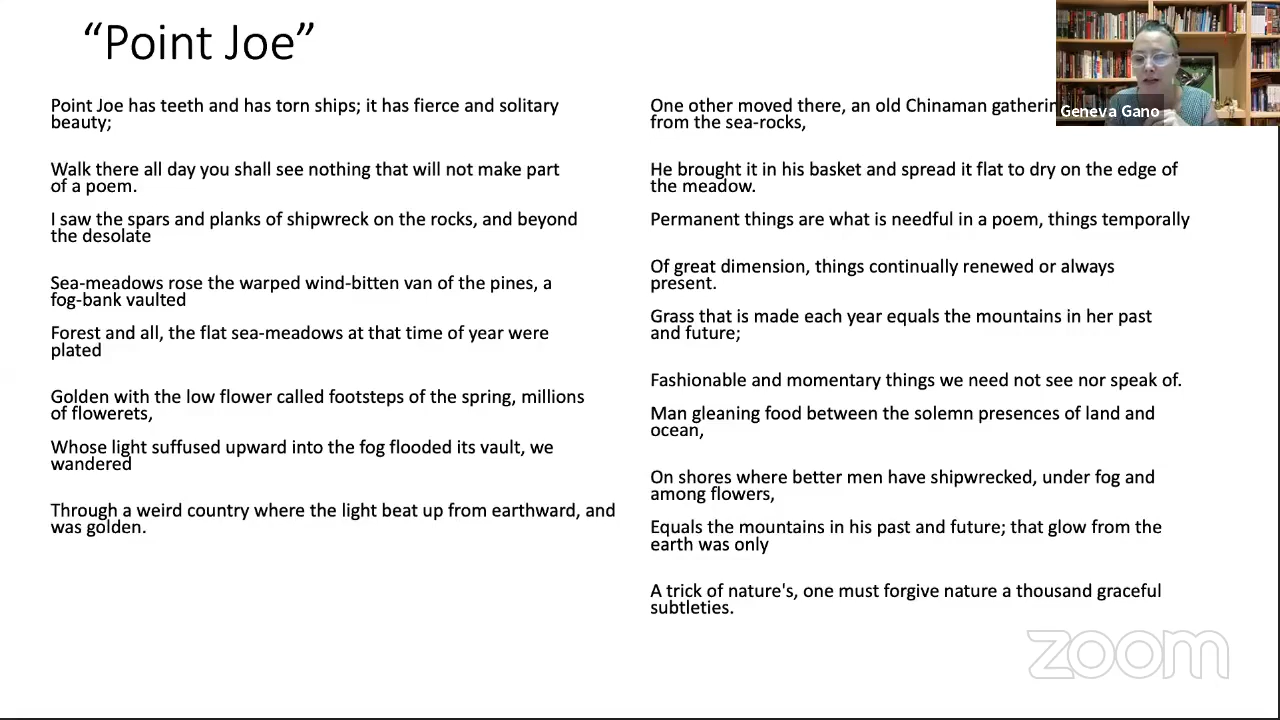 “Point Joe”
Point Joe has teeth and has torn ships; it has fierce and solitary
beauty;
Walk there all day you shall see nothing that will not make part
of a poem.
I saw the spars and planks of shipwreck on the rocks, and beyond
the desolate
Sea-meadows rose the warped wind-bitten van of the pines, a
fog-bank vaulted
Forest and all, the flat sea-meadows at that time of year were
plated
Golden with the low flower called footsteps of the spring, millions
of flowerets,
Whose light suffused upward into the fog flooded its vault, we
wandered
Through a weird country where the light beat up from earthward, and
was golden.
One other moved there, an old Chinaman
from the sea-rocks,
He brought it in his basket and spread it flat to dry on the edge of
the meadow.
Permanent things are what is needful in a poem, things temporally
Of great dimension, things continually renewed or always
present.
Grass that is made each year equals the mountains in her past
and future;
Fashionable and momentary things we need not see nor speak of.
Man gleaning food between the solemn presences of land and
ocean,
On shores where better men have shipwrecked, under fog and
among flowers,
Equals the mountains in his past and future; that glow from the
earth was only
A trick of nature's, one must forgive nature a thousand graceful
subtleties.
Geneva Gano
zoom